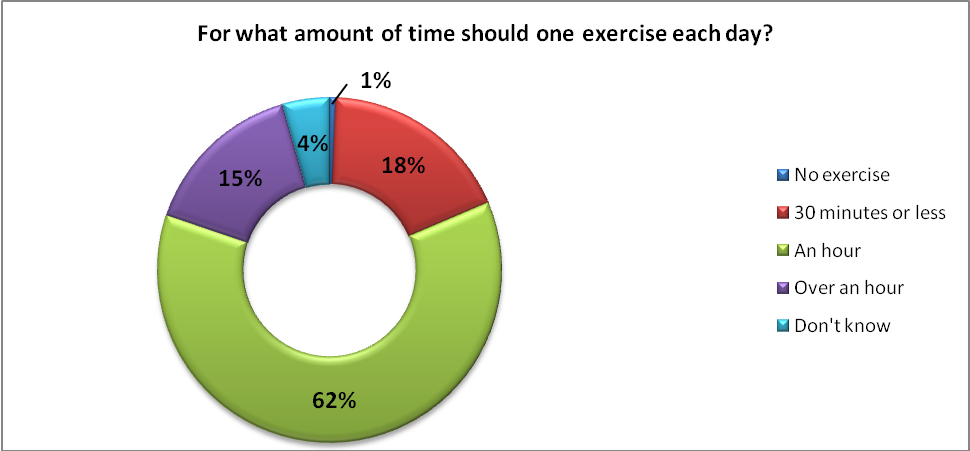 For what amount of time should one exercise each day?
1%
4%
18%
15%
62%
No exercise
30 minutes or less
An hour
Over an hour
Don't know